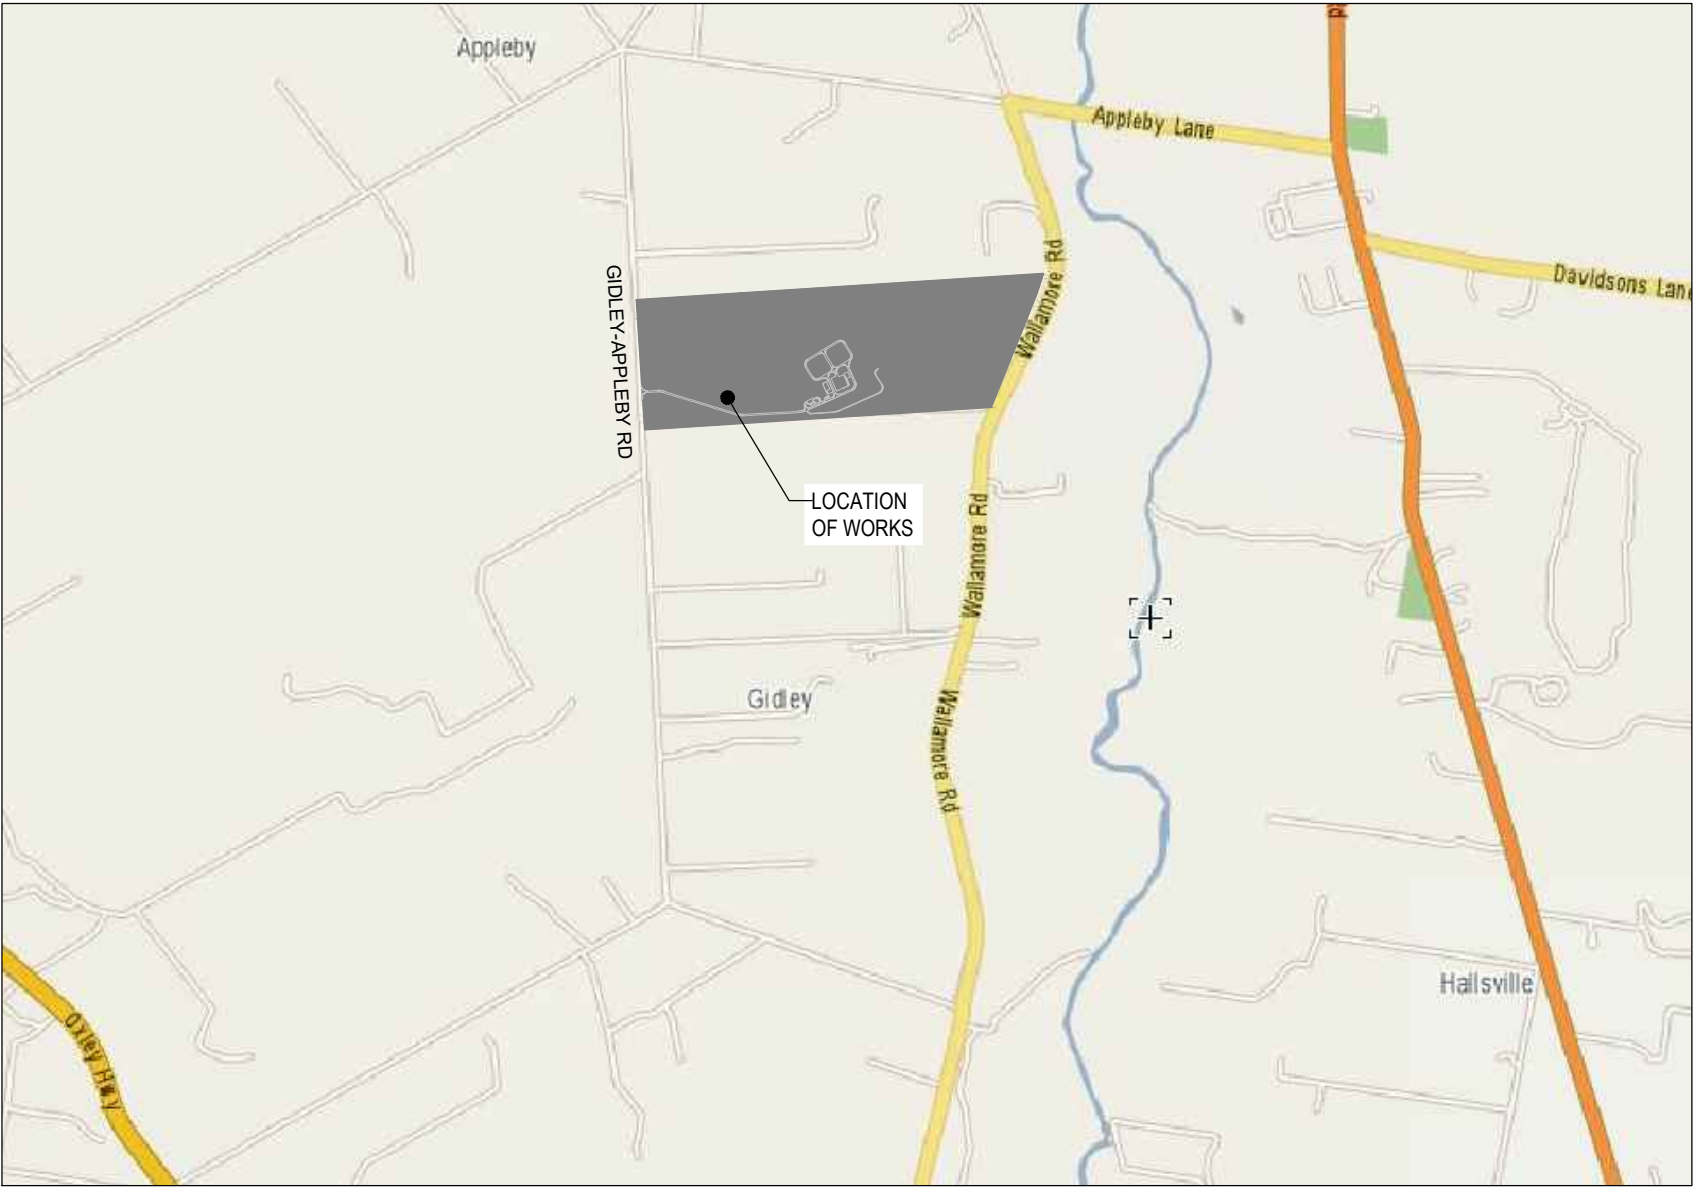 Appleby
Appleby Lane
Wallamore Rd
Davidsons Lane
GIDLEY-APPLEBY RD
LOCATION
OF WORKS
Wallamore Rd
Gidley
Wallamore Rd
Hallsville
Oxley Hwy